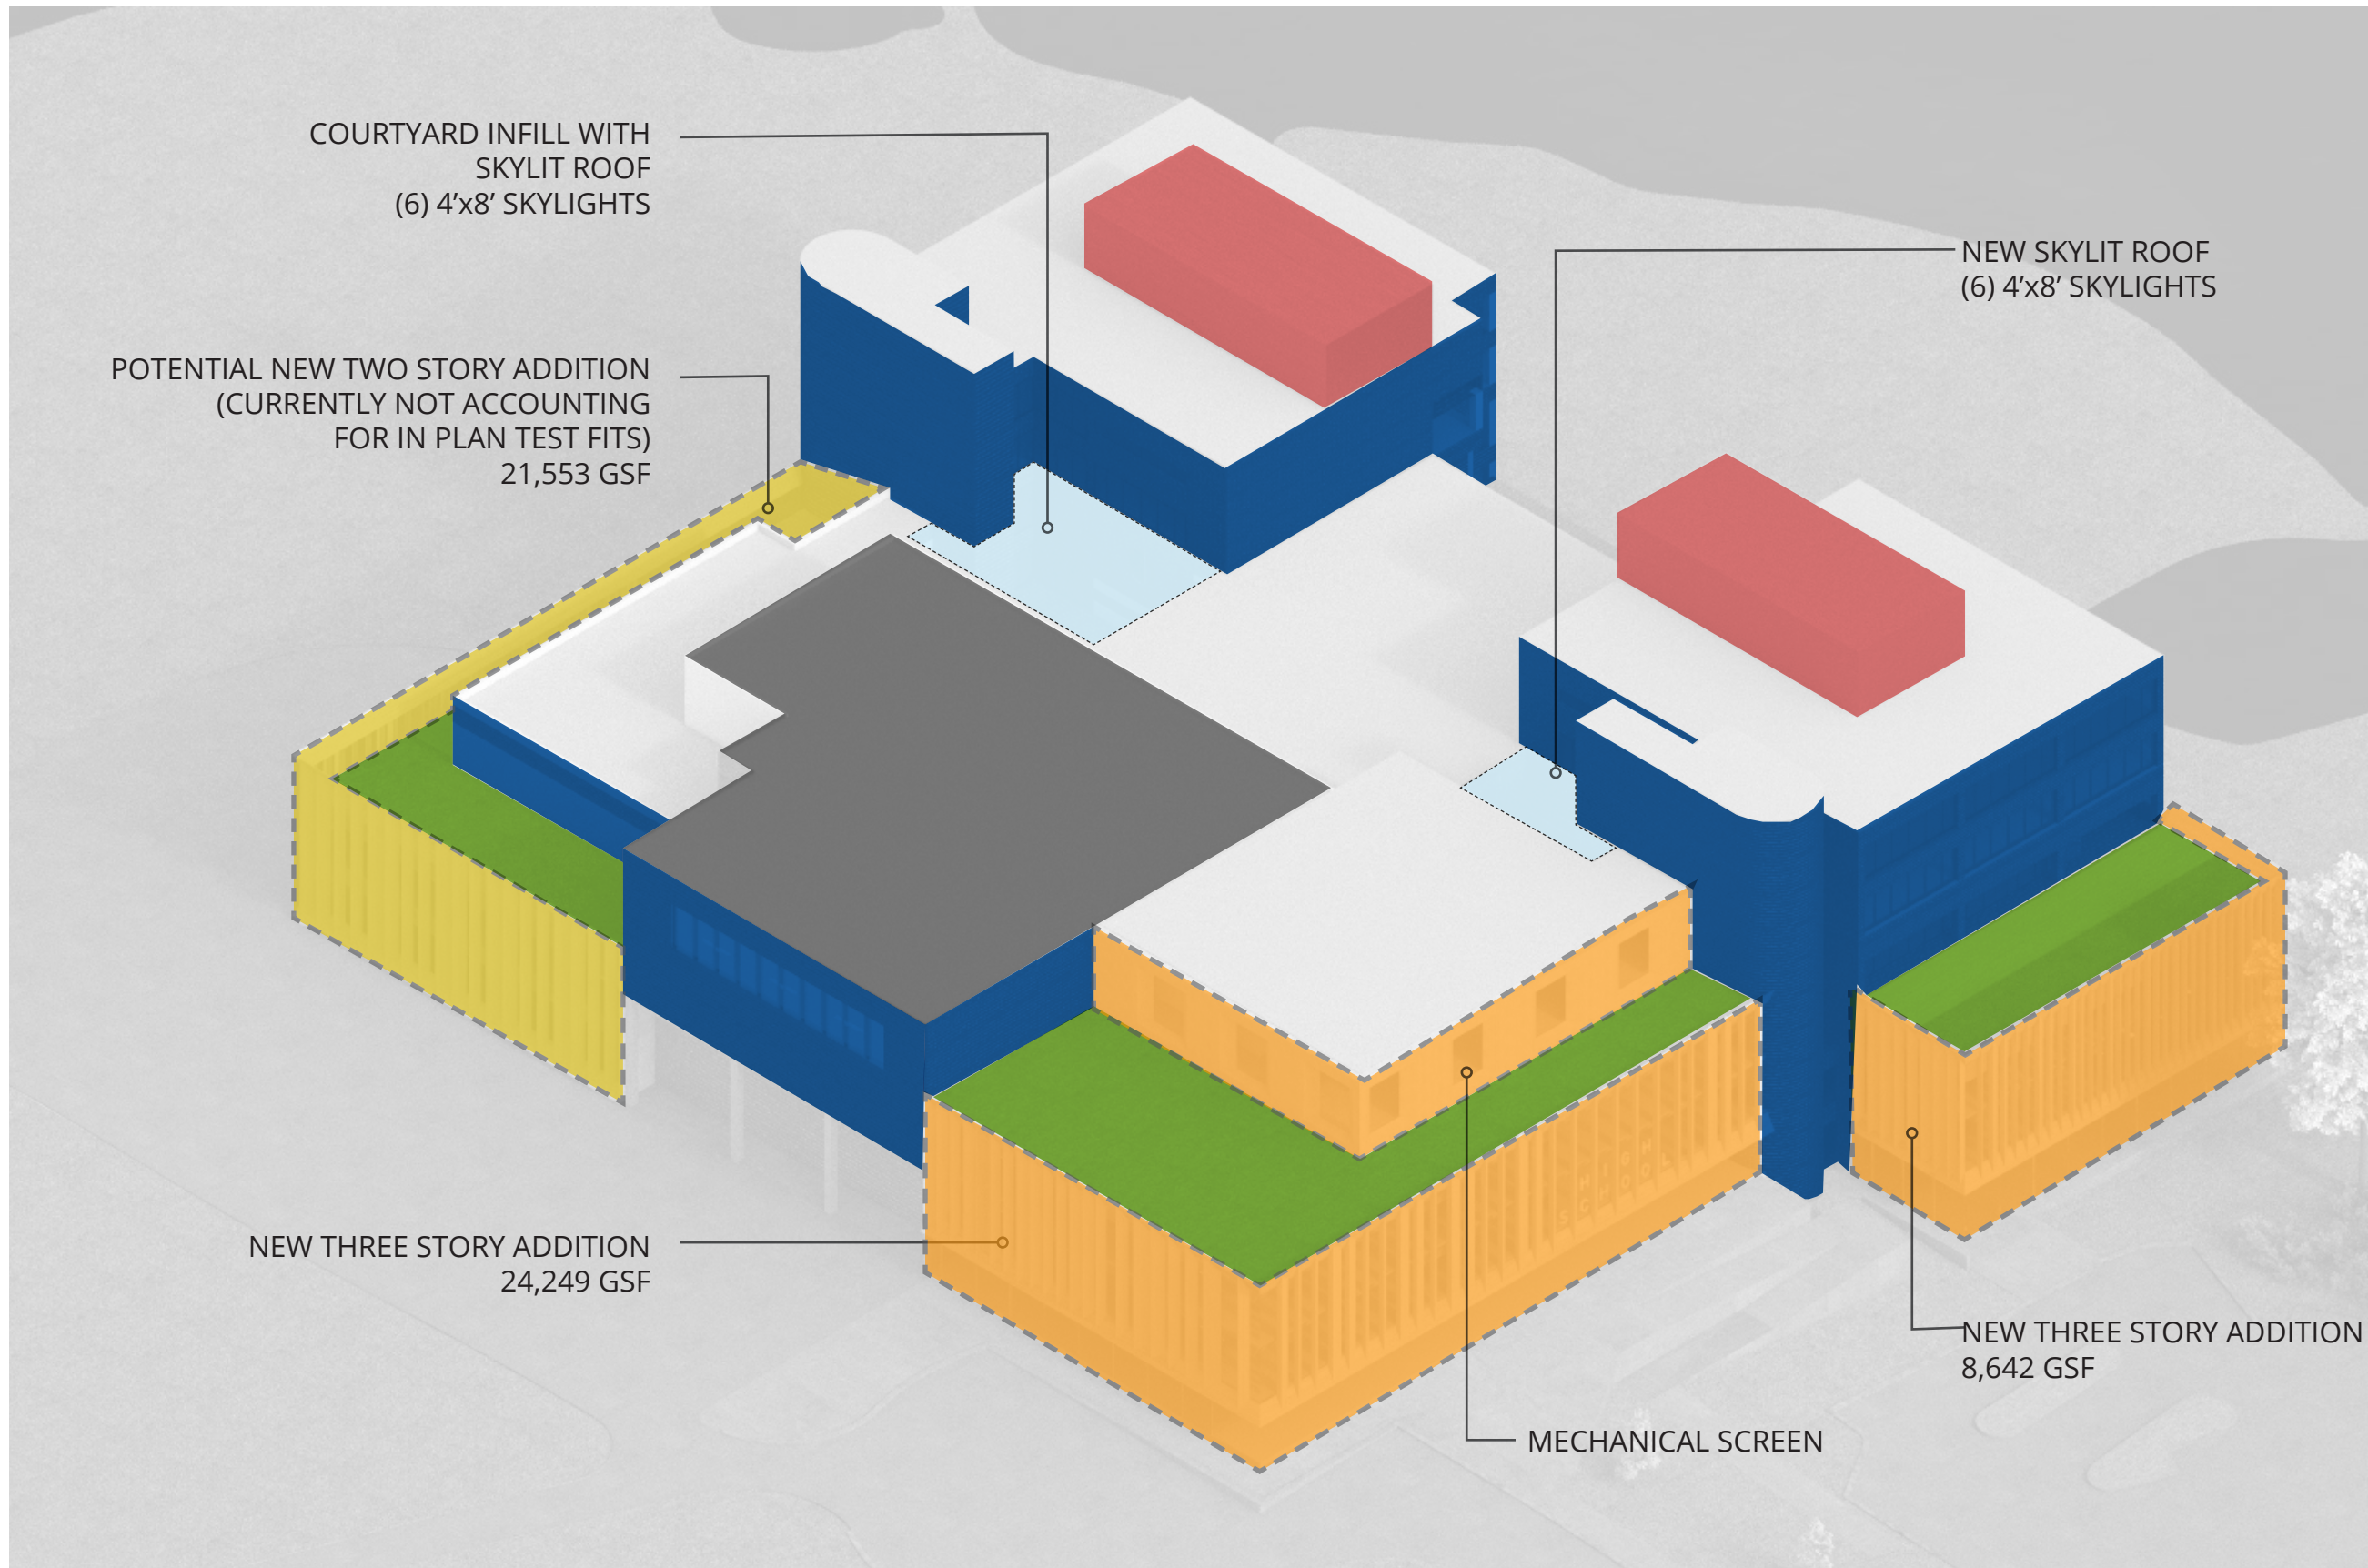 COURTYARD INFILL WITH
SKYLIT ROOF
(6) 4’x8’ SKYLIGHTS
NEW SKYLIT ROOF
(6) 4’x8’ SKYLIGHTS
POTENTIAL NEW TWO STORY ADDITION
(CURRENTLY NOT ACCOUNTING
FOR IN PLAN TEST FITS)
21,553 GSF
NEW THREE STORY ADDITION
24,249 GSF
HIGH
SCHOOL
NEW THREE STORY ADDITION
8,642 GSF
MECHANICAL SCREEN